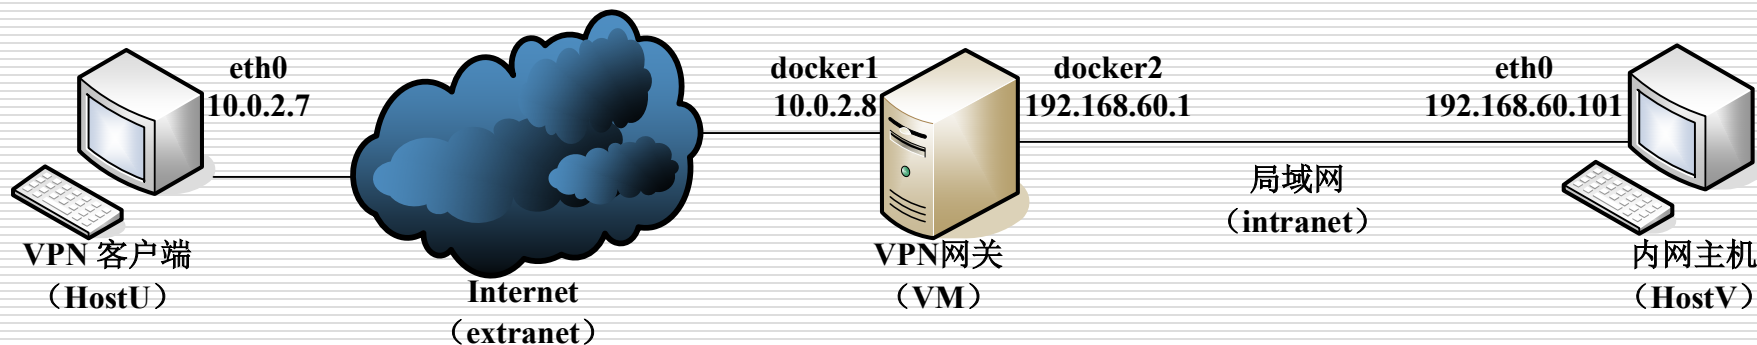 eth0
10.0.2.7
docker1
10.0.2.8
docker2
192.168.60.1
eth0
192.168.60.101
局域网
（intranet）
VPN 客户端
（HostU）
Internet
（extranet）
VPN网关
（VM）
内网主机
（HostV）